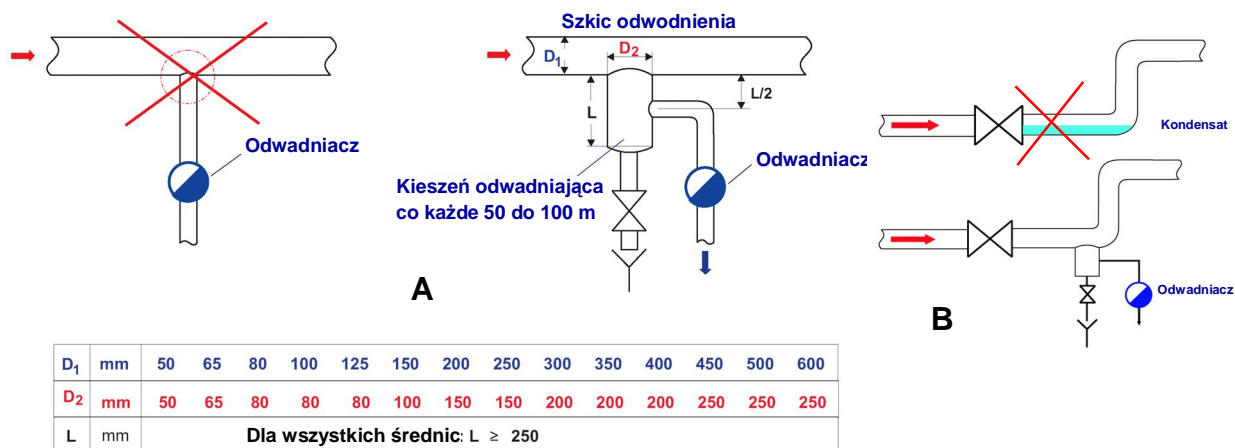 Szkic odwodnienia
D1
D2
L
L/2
Odwadniacz
Odwadniacz
Kieszeń odwadniająca
co każde 50 do 100 m
A
Kondensat
Odwadniacz
B
D1 mm 50 65 80 100 125 150 200 250 300 350 400 450 500 600
D2 mm 50 65 80 80 80 100 150 150 200 200 200 250 250 250
L mm Dla wszystkich średnic: L ≥ 250